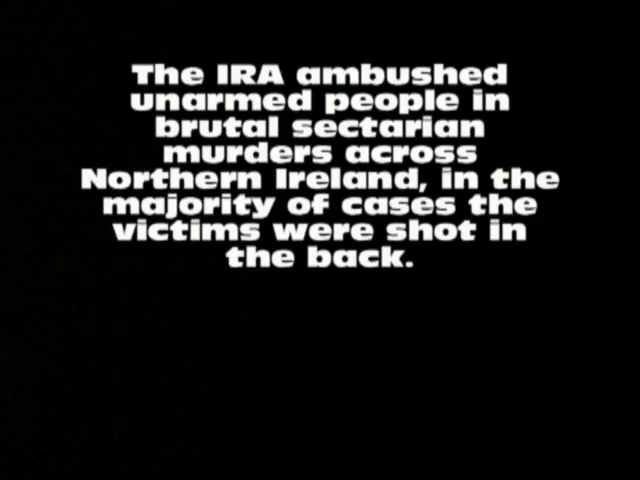 The IRA ambushed
unarmed people in
brutal sectarian
murders across
Northern Ireland, in the
majority of cases the
victims were shot in
the back.